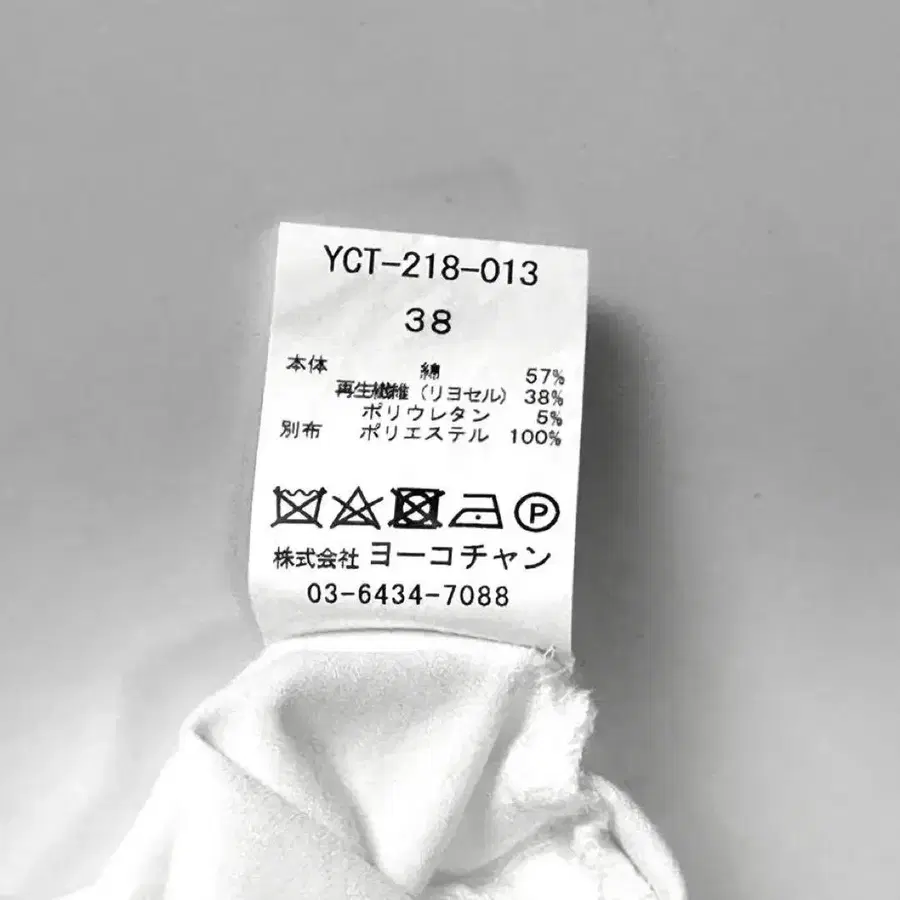 YCT-218-013
38
本体 綿 57%
再生繊維 (リヨセル) 38%
ポリウレタン 5%
別布 ポリエステル 100%
P
株式会社 ヨーコチャン
03-6434-7088